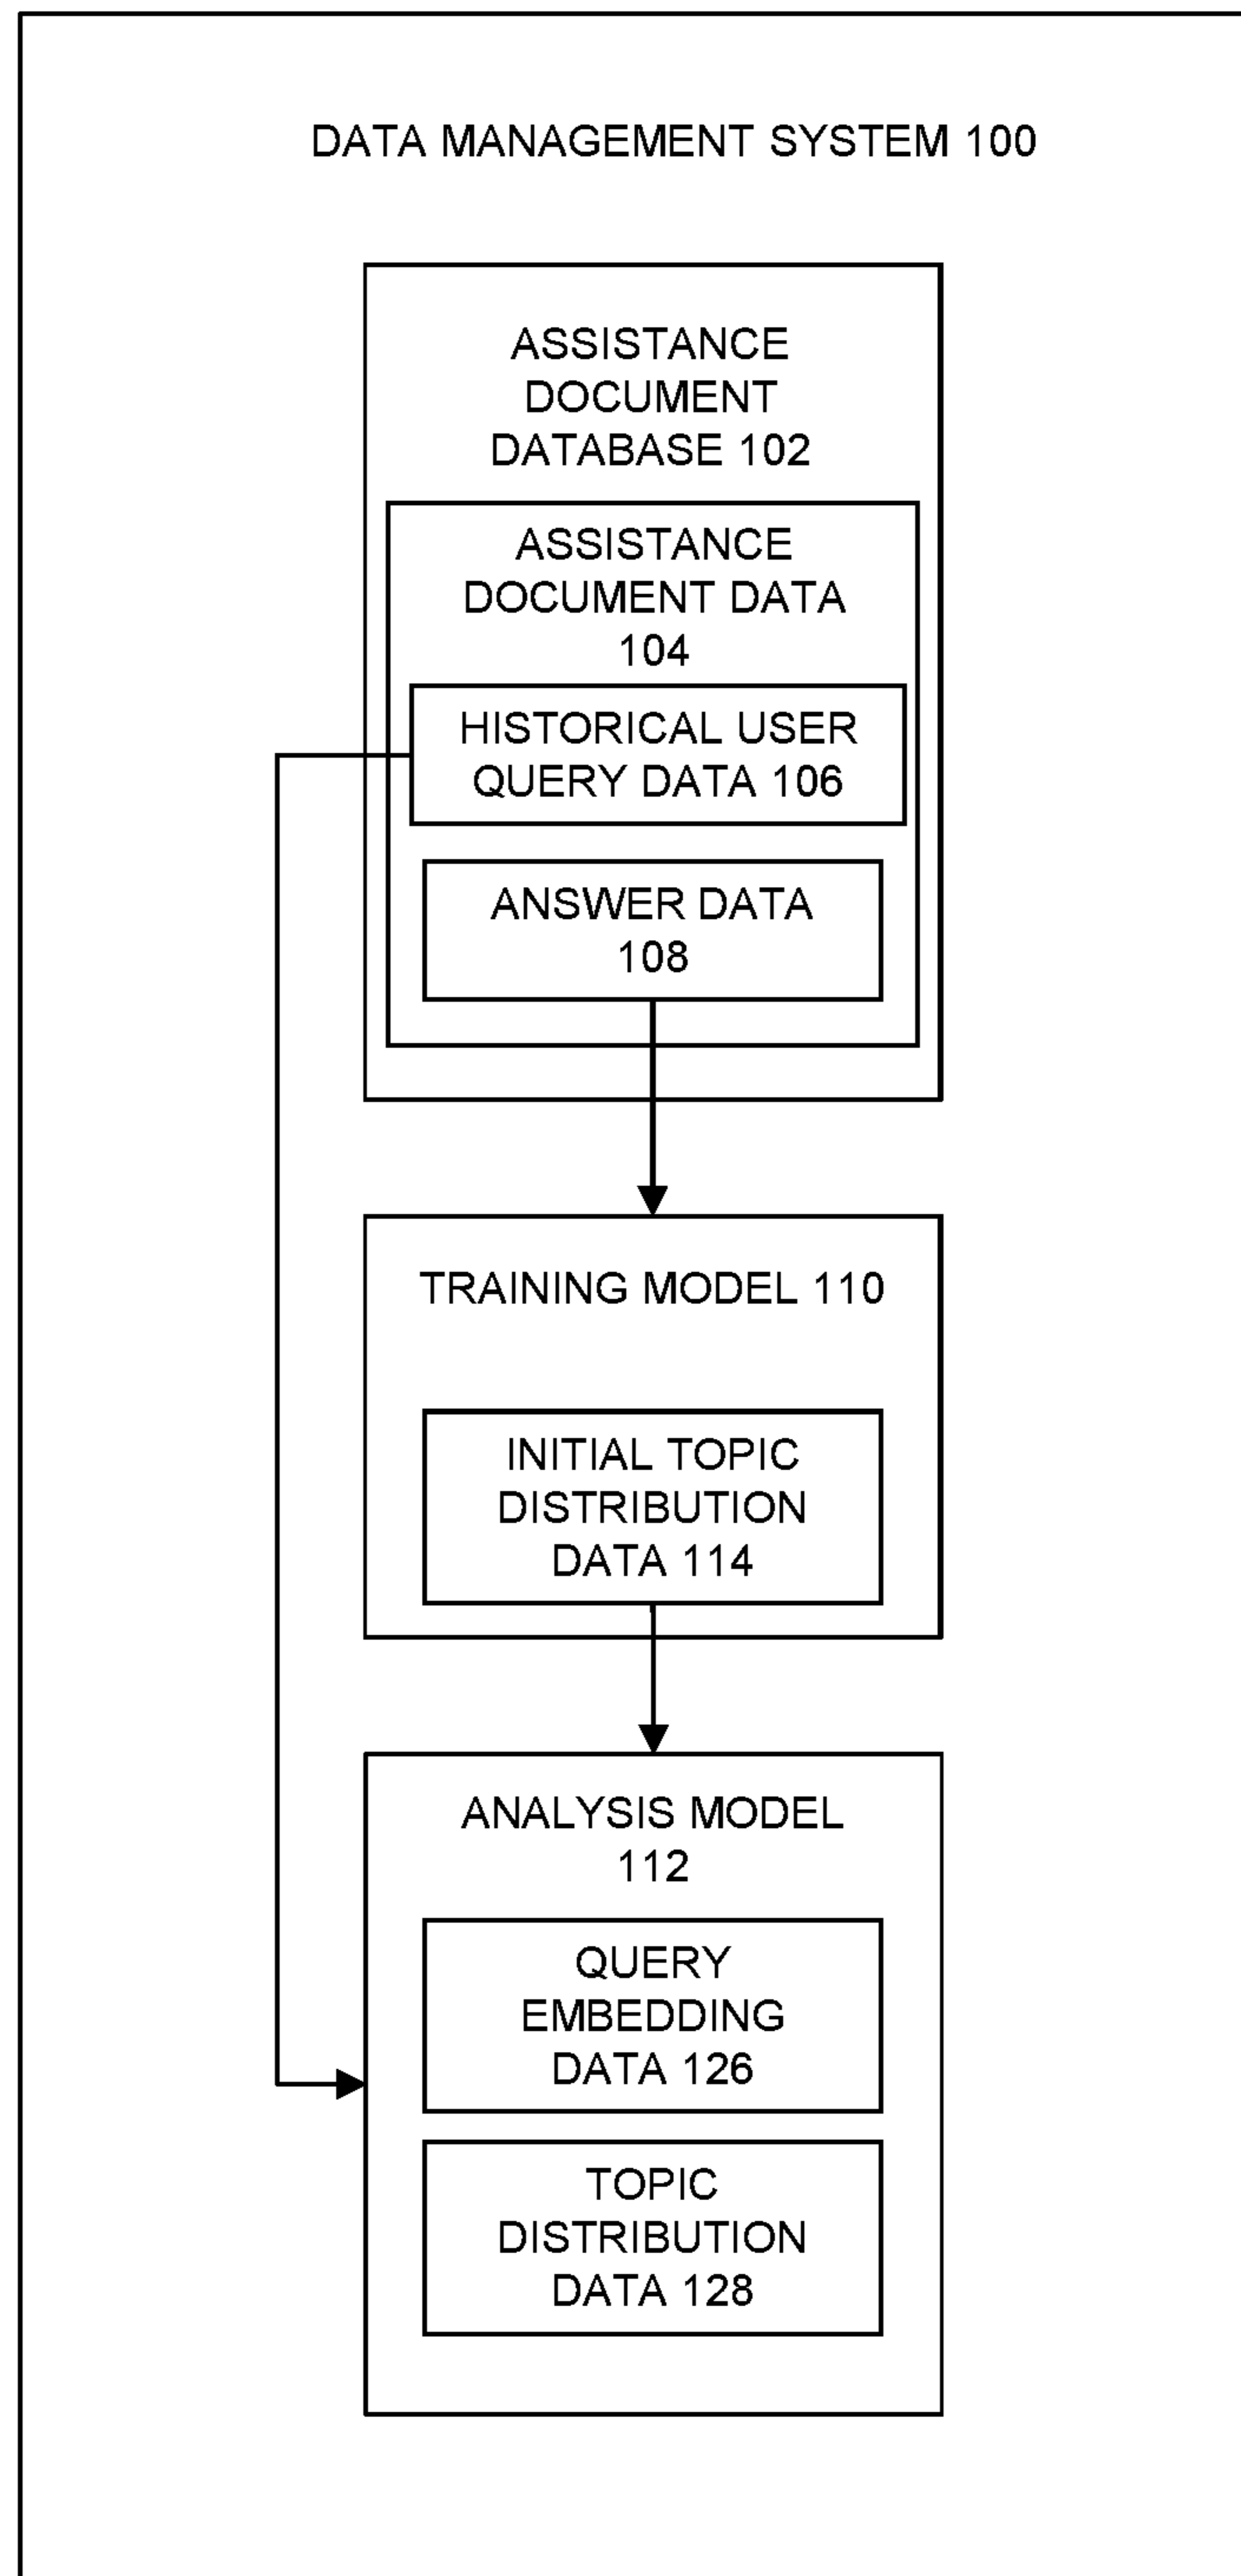 DATA MANAGEMENT SYSTEM 100
ASSISTANCE
DOCUMENT
DATABASE 102
ASSISTANCE
DOCUMENT DATA
104
HISTORICAL USER
QUERY DATA 106
ANSWER DATA
108
TRAINING MODEL 110
INITIAL TOPIC
DISTRIBUTION
DATA 114
ANALYSIS MODEL
112
QUERY
EMBEDDING
DATA 126
TOPIC
DISTRIBUTION
DATA 128